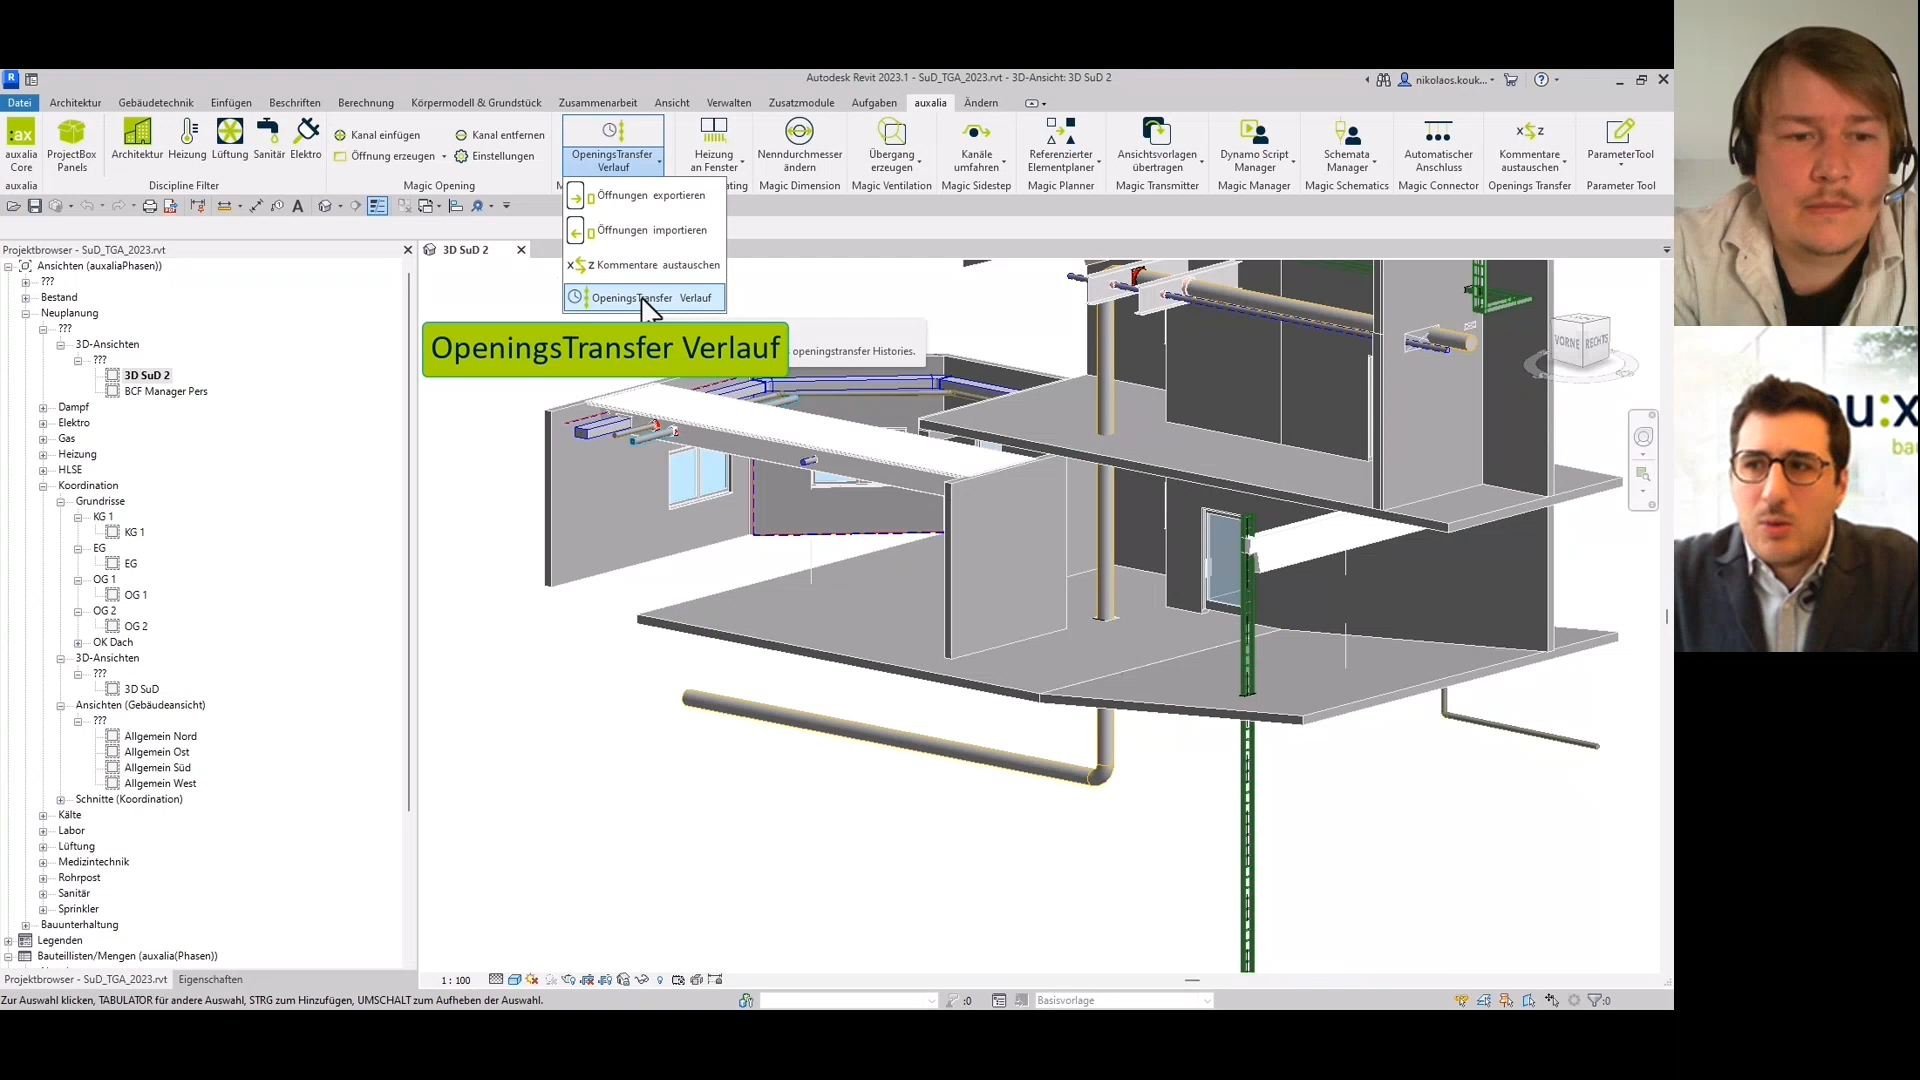 Autodesk Revit 2023.1 - SuD_TGA_2023.rvt - 3D-Ansicht: 3D SuD 2
nikolaos.kouk...
Datei Architektur Gebäudetechnik Einfügen Beschriften Berechnung Körpermodell & Grundstück Zusammenarbeit Ansicht Verwalten Zusatzmodule Aufgaben auxalia Ändern
:ax
auxalia Core
ProjectBox Panels
Architektur Heizung Lüftung Sanitär Elektro
Kanal einfügen
Kanal entfernen
Öffnung erzeugen
Einstellungen
OpeningsTransfer Verlauf
Heizung an Fenster
Nenndurchmesser ändern
Übergang erzeugen
Kanäle umfahren
Referenzierter Elementplaner
Ansichtsvorlagen übertragen
Dynamo Script Manager
Schemata Manager
Automatischer Anschluss
Kommentare austauschen
ParameterTool
auxalia
Discipline Filter
Magic Opening
Magic Dimension
Magic Ventilation
Magic Sidestep
Magic Planner
Magic Transmitter
Magic Manager
Magic Schematics
Magic Connector
Openings Transfer
Parameter Tool
Öffnungen exportieren
Öffnungen importieren
Kommentare austauschen
OpeningsTransfer Verlauf
OpeningsTransfer Verlauf
openingstransfer Histories.
Projektbrowser - SuD_TGA_2023.rvt
3D SuD 2
Ansichten (auxaliaPhasen))
???
Bestand
Neuplanung
???
3D-Ansichten
???
3D SuD 2
BCF Manager Pers
Dampf
Elektro
Gas
Heizung
HLSE
Koordination
Grundrisse
KG 1
KG 1
EG
EG
OG 1
OG 1
OG 2
OG 2
OK Dach
3D-Ansichten
???
3D SuD
Ansichten (Gebäudeansicht)
???
Allgemein Nord
Allgemein Ost
Allgemein Süd
Allgemein West
Schnitte (Koordination)
Kälte
Labor
Lüftung
Medizintechnik
Rohrpost
Sanitär
Sprinkler
Bauunterhaltung
Legenden
Bauteillisten/Mengen (auxalia(Phasen))
VORNE
RECHTS
Projektbrowser - SuD_TGA_2023.rvt
Eigenschaften
1 : 100
Zur Auswahl klicken, TABULATOR für andere Auswahl, STRG zum Hinzufügen, UMSCHALT zum Aufheben der Auswahl.
:0
Basisvorlage
:0